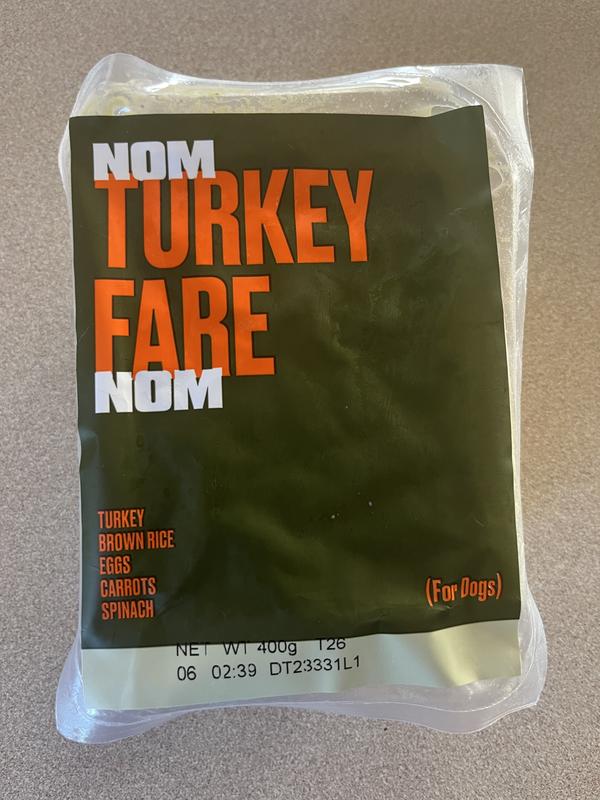 NOM
TURKEY
FARE
NOM
TURKEY
BROWN RICE
EGGS
CARROTS
SPINACH
(For Dogs)
NET WT 400g T26
06 02:39 DT23331L1